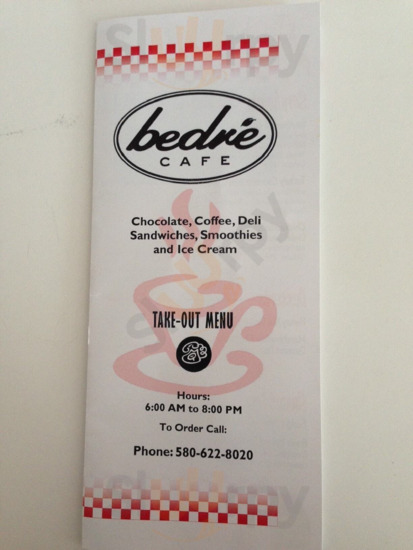 bedré
CAFE
Chocolate, Coffee, Deli
Sandwiches, Smoothies
and Ice Cream
TAKE-OUT MENU
Hours:
6:00 AM to 8:00 PM
To Order Call:
Phone: 580-622-8020